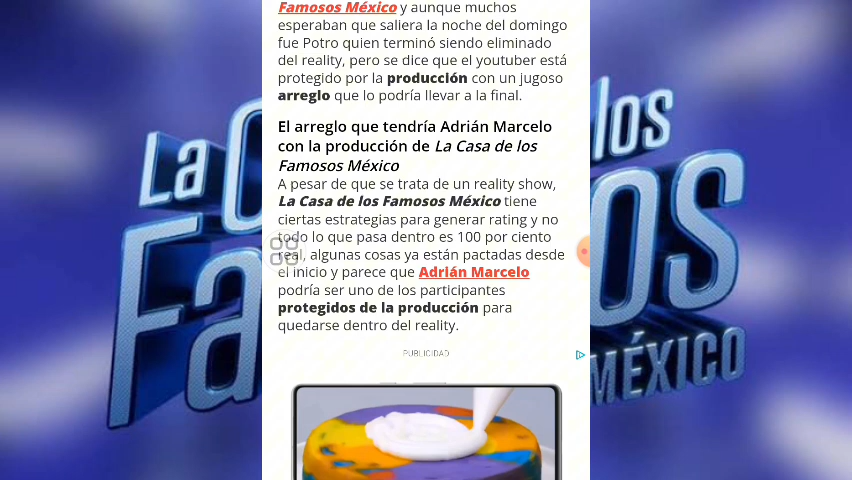 Famosos México y aunque muchos
esperaban que saliera la noche del domingo
fue Potro quien terminó siendo eliminado
del reality, pero se dice que el youtuber está
protegido por la producción con un jugoso
arreglo que lo podría llevar a la final.
El arreglo que tendría Adrián Marcelo
con la producción de La Casa de los
Famosos México
A pesar de que se trata de un reality show,
La Casa de los Famosos México tiene
ciertas estrategias para generar rating y no
todo lo que pasa dentro es 100 por ciento
real, algunas cosas ya están pactadas desde
el inicio y parece que Adrián Marcelo
podría ser uno de los participantes
protegidos de la producción para
quedarse dentro del reality.
PUBLICIDAD
La C
Fa
los
os
MÉXICO